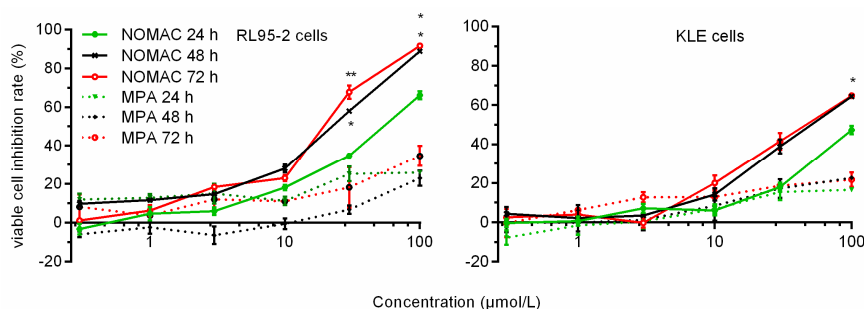 viable cell inhibition rate (%)
100
80
60
40
20
0
-20
1
10
100
NOMAC 24 h
NOMAC 48 h
NOMAC 72 h
MPA 24 h
MPA 48 h
MPA 72 h
RL95-2 cells
*
*
**
*
100
80
60
40
20
0
-20
1
10
100
KLE cells
*
Concentration (μmol/L)